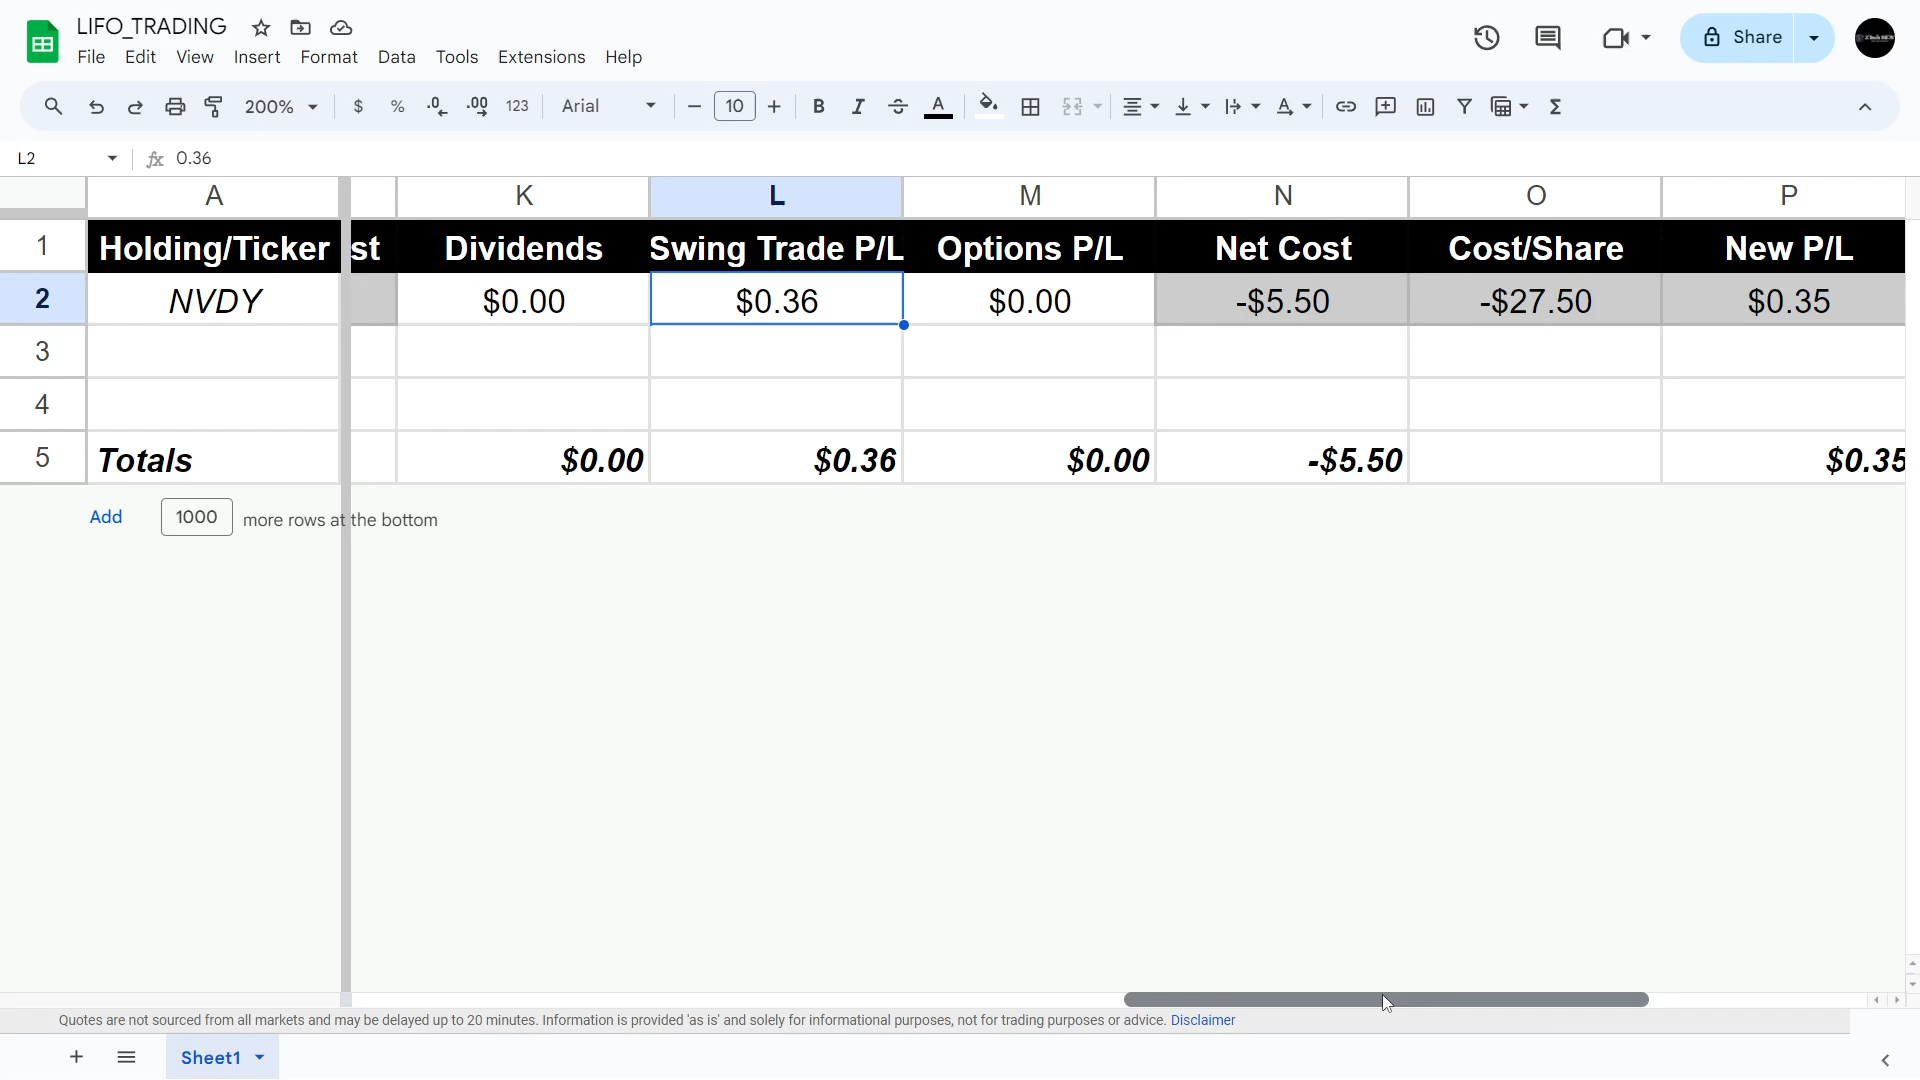 LIFO_TRADING
File Edit View Insert Format Data Tools Extensions Help
Share
200% $ % .0 .00 123 Arial 10 B I A
L2 fx 0.36
A K L M N O P
1 Holding/Ticker st Dividends Swing Trade P/L Options P/L Net Cost Cost/Share New P/L
2 NVDY $0.00 $0.36 $0.00 -$5.50 -$27.50 $0.35
3
4
5 Totals $0.00 $0.36 $0.00 -$5.50 $0.35
Add 1000 more rows at the bottom
Quotes are not sourced from all markets and may be delayed up to 20 minutes. Information is provided 'as is' and solely for informational purposes, not for trading purposes or advice. Disclaimer
Sheet1